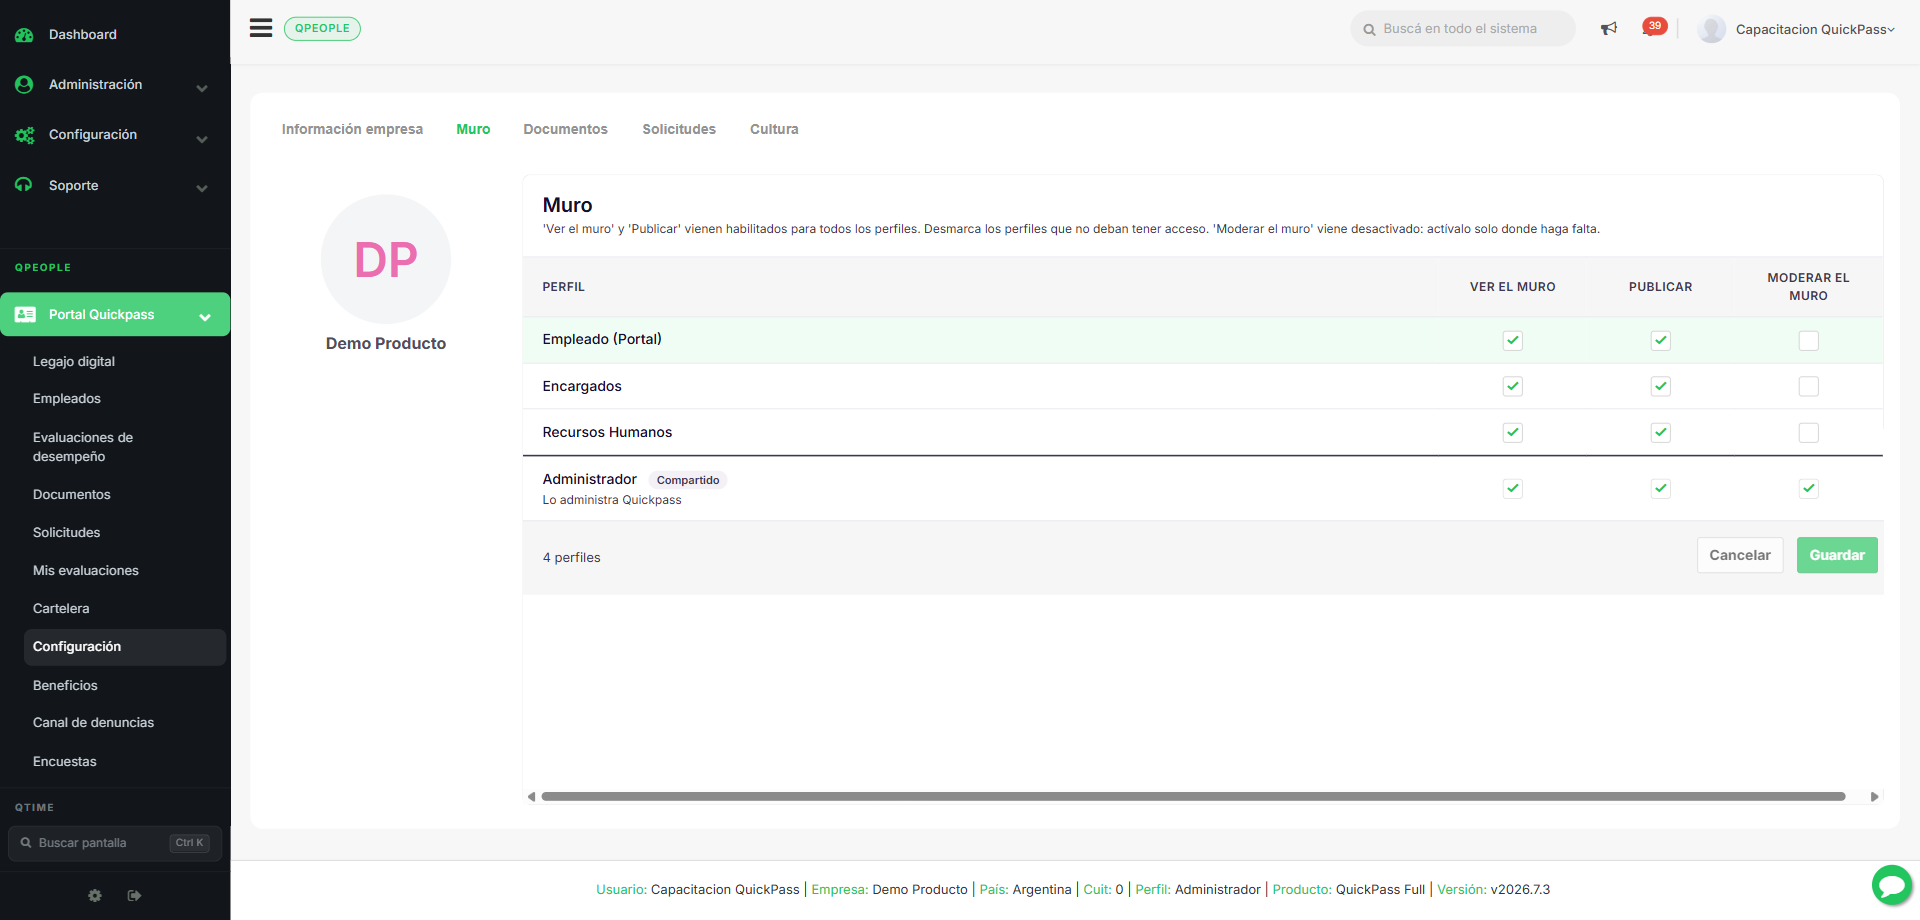 Dashboard
Administración
Configuración
Soporte
QPEOPLE
Portal Quickpass
Legajo digital
Empleados
Evaluaciones de
desempeño
Documentos
Solicitudes
Mis evaluaciones
Cartelera
Configuración
Beneficios
Canal de denuncias
Encuestas
QTIME
Buscar pantalla
Ctrl K
QPEOPLE
Buscá en todo el sistema
39
Capacitacion QuickPass
Información empresa
Muro
Documentos
Solicitudes
Cultura
DP
Demo Producto
Muro
'Ver el muro' y 'Publicar' vienen habilitados para todos los perfiles. Desmarca los perfiles que no deban tener acceso. 'Moderar el muro' viene desactivado: actívalo solo donde haga falta.
PERFIL
VER EL MURO
PUBLICAR
MODERAR EL
MURO
Empleado (Portal)
Encargados
Recursos Humanos
Administrador
Compartido
Lo administra Quickpass
4 perfiles
Cancelar
Guardar
Usuario: Capacitacion QuickPass | Empresa: Demo Producto | País: Argentina | Cuit: 0 | Perfil: Administrador | Producto: QuickPass Full | Versión: v2026.7.3